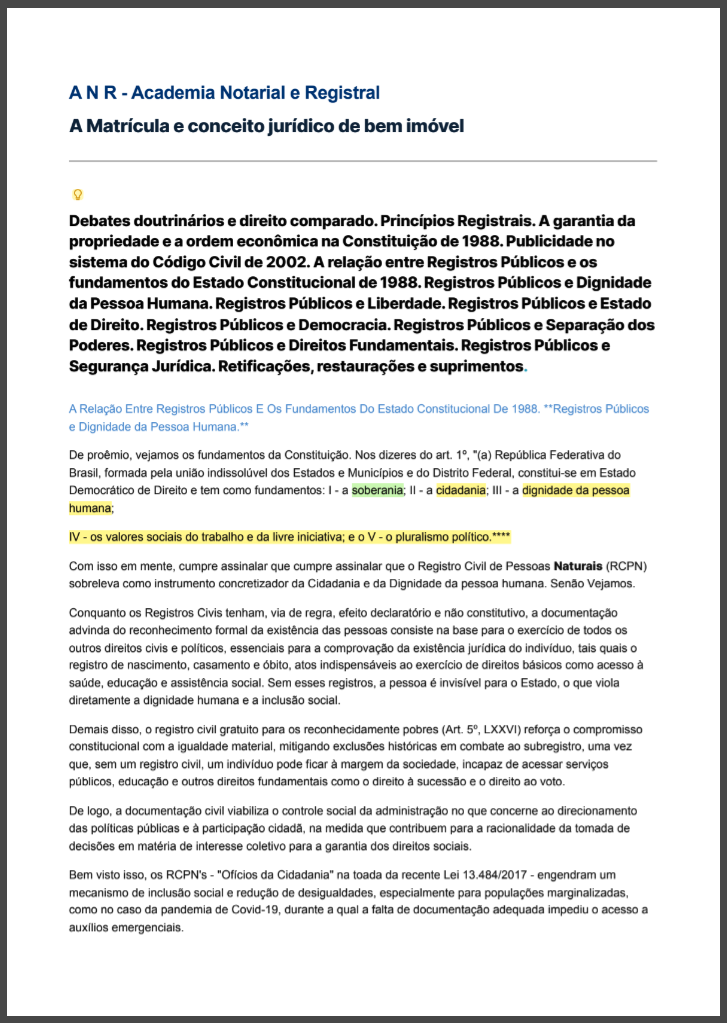 A N R - Academia Notarial e Registral
A Matrícula e conceito jurídico de bem imóvel
Debates doutrinários e direito comparado. Princípios Registrais. A garantia da
propriedade e a ordem econômica na Constituição de 1988. Publicidade no
sistema do Código Civil de 2002. A relação entre Registros Públicos e os
fundamentos do Estado Constitucional de 1988. Registros Públicos e Dignidade
da Pessoa Humana. Registros Públicos e Liberdade. Registros Públicos e Estado
de Direito. Registros Públicos e Democracia. Registros Públicos e Separação dos
Poderes. Registros Públicos e Direitos Fundamentais. Registros Públicos e
Segurança Jurídica. Retificações, restaurações e suprimentos.
A Relação Entre Registros Públicos E Os Fundamentos Do Estado Constitucional De 1988. **Registros Públicos
e Dignidade da Pessoa Humana.**
De proêmio, vejamos os fundamentos da Constituição. Nos dizeres do art. 1º, "(a) República Federativa do
Brasil, formada pela união indissolúvel dos Estados e Municípios e do Distrito Federal, constitui-se em Estado
Democrático de Direito e tem como fundamentos: I - a soberania; II - a cidadania; III - a dignidade da pessoa
humana;
IV - os valores sociais do trabalho e da livre iniciativa; e o V - o pluralismo político.****
Com isso em mente, cumpre assinalar que cumpre assinalar que o Registro Civil de Pessoas Naturais (RCPN)
sobreleva como instrumento concretizador da Cidadania e da Dignidade da pessoa humana. Senão Vejamos.
Conquanto os Registros Civis tenham, via de regra, efeito declaratório e não constitutivo, a documentação
advinda do reconhecimento formal da existência das pessoas consiste na base para o exercício de todos os
outros direitos civis e políticos, essenciais para a comprovação da existência jurídica do indivíduo, tais quais o
registro de nascimento, casamento e óbito, atos indispensáveis ao exercício de direitos básicos como acesso à
saúde, educação e assistência social. Sem esses registros, a pessoa é invisível para o Estado, o que viola
diretamente a dignidade humana e a inclusão social.
Demais disso, o registro civil gratuito para os reconhecidamente pobres (Art. 5º, LXXVI) reforça o compromisso
constitucional com a igualdade material, mitigando exclusões históricas em combate ao subregistro, uma vez
que, sem um registro civil, um indivíduo pode ficar à margem da sociedade, incapaz de acessar serviços
públicos, educação e outros direitos fundamentais como o direito à sucessão e o direito ao voto.
De logo, a documentação civil viabiliza o controle social da administração no que concerne ao direcionamento
das políticas públicas e à participação cidadã, na medida que contribuem para a racionalidade da tomada de
decisões em matéria de interesse coletivo para a garantia dos direitos sociais.
Bem visto isso, os RCPN's - "Ofícios da Cidadania" na toada da recente Lei 13.484/2017 - engendram um
mecanismo de inclusão social e redução de desigualdades, especialmente para populações marginalizadas,
como no caso da pandemia de Covid-19, durante a qual a falta de documentação adequada impediu o acesso a
auxílios emergenciais.